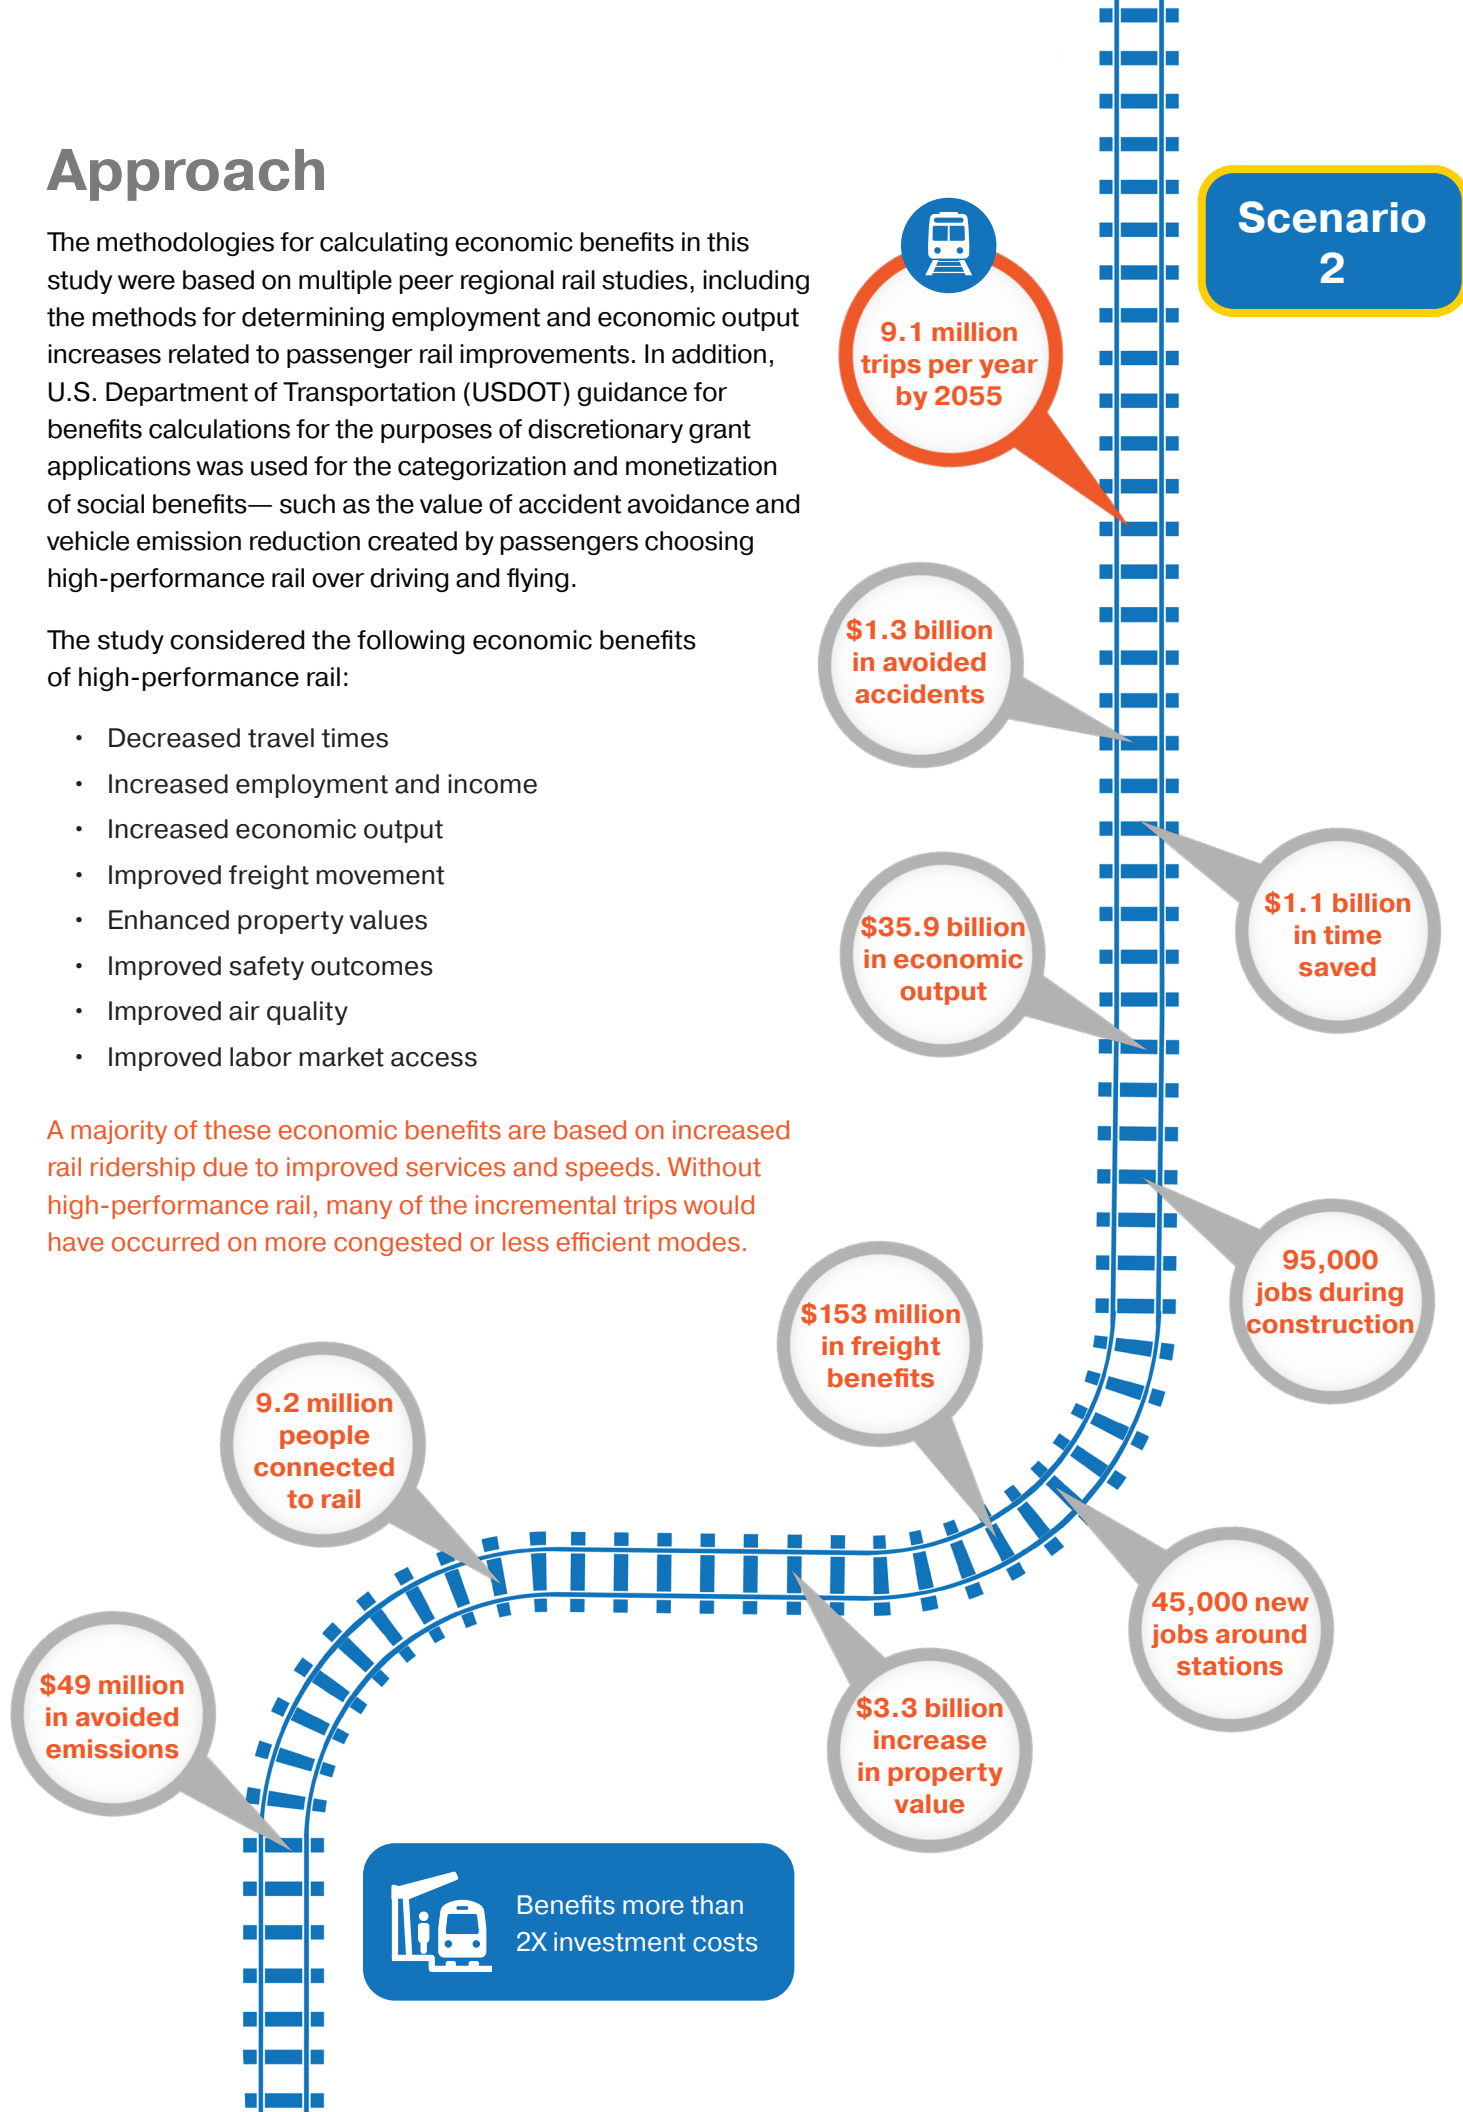 Approach
The methodologies for calculating economic benefits in this
study were based on multiple peer regional rail studies, including
the methods for determining employment and economic output
increases related to passenger rail improvements. In addition,
U.S. Department of Transportation (USDOT) guidance for
benefits calculations for the purposes of discretionary grant
applications was used for the categorization and monetization
of social benefits— such as the value of accident avoidance and
vehicle emission reduction created by passengers choosing
high-performance rail over driving and flying.
The study considered the following economic benefits
of high-performance rail:
• Decreased travel times
• Increased employment and income
• Increased economic output
• Improved freight movement
• Enhanced property values
• Improved safety outcomes
• Improved air quality
• Improved labor market access
A majority of these economic benefits are based on increased
rail ridership due to improved services and speeds. Without
high-performance rail, many of the incremental trips would
have occurred on more congested or less efficient modes.
Scenario
2
9.1 million
trips per year
by 2055
$1.3 billion
in avoided
accidents
$1.1 billion
in time
saved
$35.9 billion
in economic
output
95,000
jobs during
construction
$153 million
in freight
benefits
45,000 new
jobs around
stations
$3.3 billion
increase
in property
value
9.2 million
people
connected
to rail
$49 million
in avoided
emissions
Benefits more than
2X investment costs